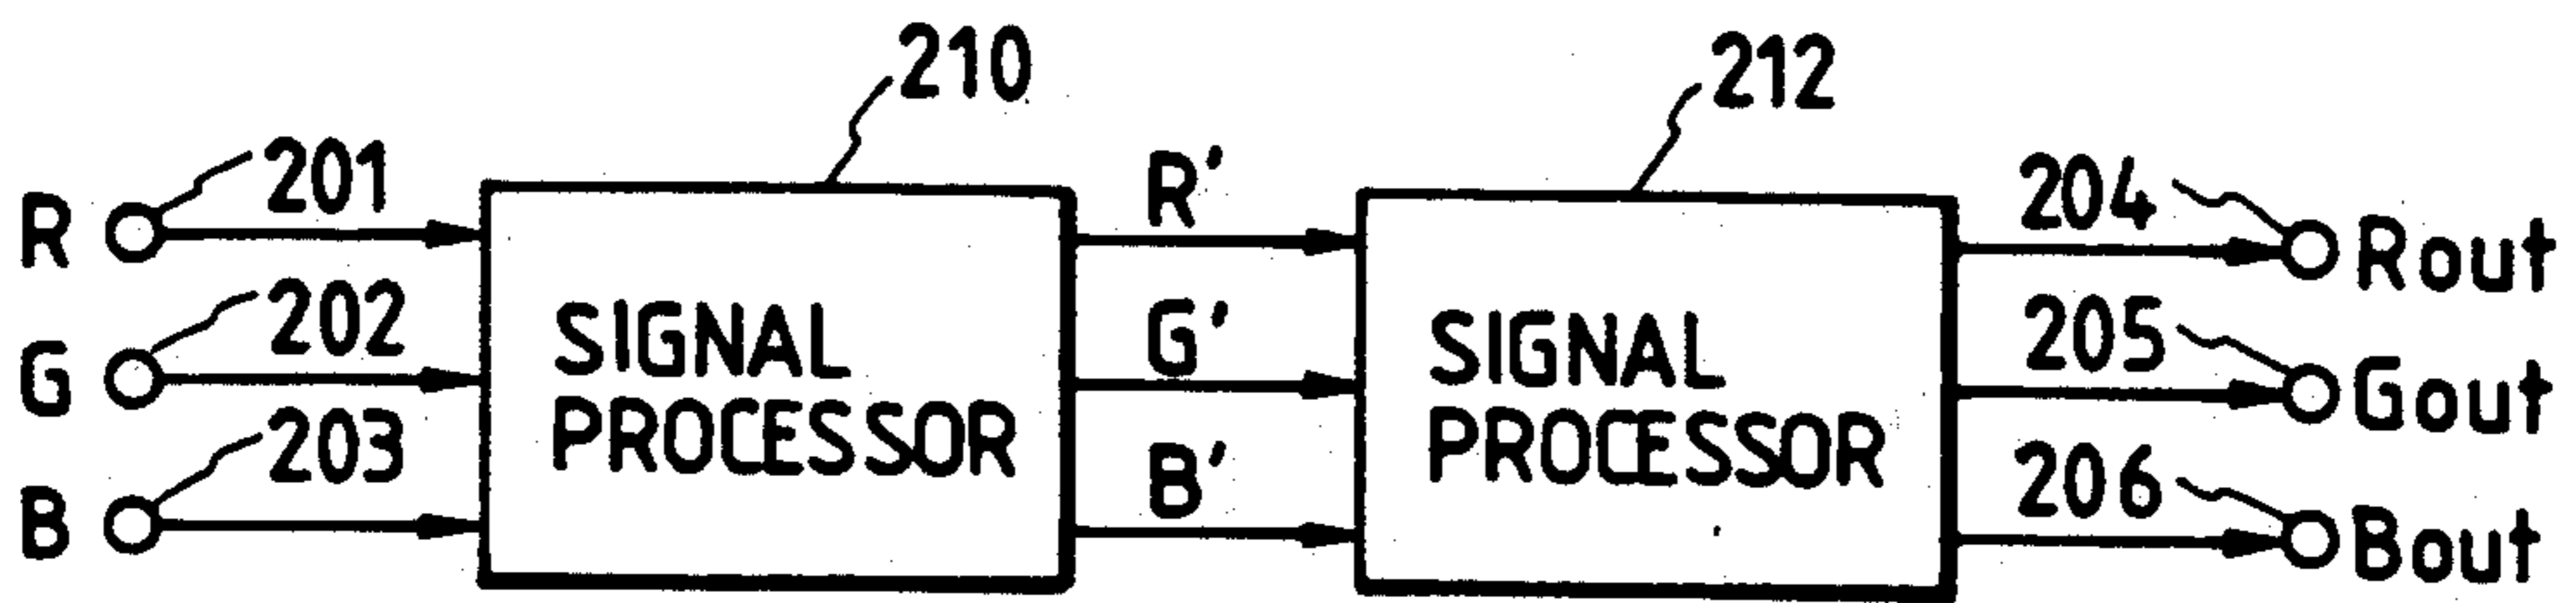 210
212
R 201
R'
204 Rout
G 202
SIGNAL PROCESSOR
G'
SIGNAL PROCESSOR
205 Gout
B 203
B'
206 Bout